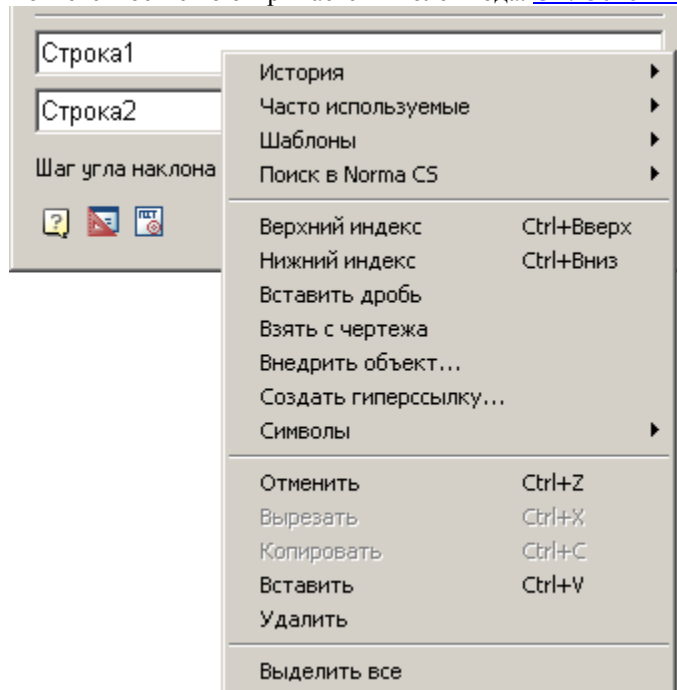 Строка1
Строка2
Шаг угла наклона
История
Часто используемые
Шаблоны
Поиск в Norma CS
Верхний индекс Ctrl+Вверх
Нижний индекс Ctrl+Вниз
Вставить дробь
Взять с чертежа
Внедрить объект...
Создать гиперссылку...
Символы
Отменить Ctrl+Z
Вырезать Ctrl+X
Копировать Ctrl+C
Вставить Ctrl+V
Удалить
Выделить все